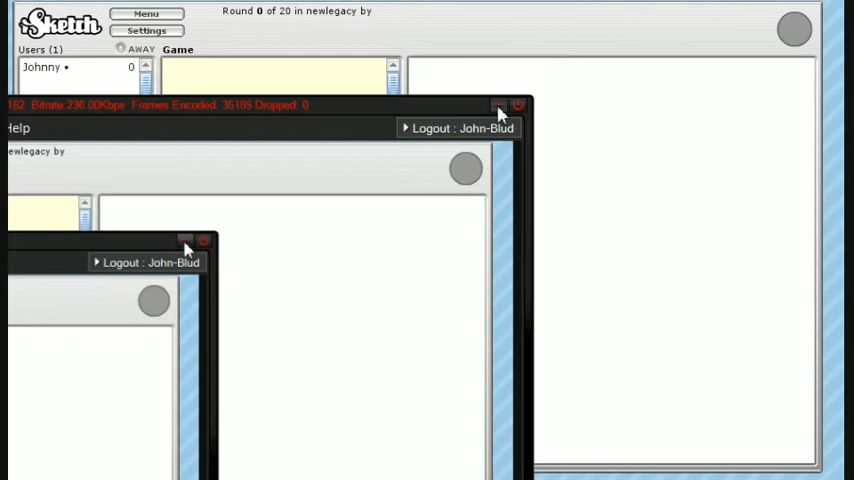 iSketch
Menu
Settings
Round 0 of 20 in newlegacy by
Users (1)
AWAY
Game
Johnny • 0
Bitrate:236.00Kbps Frames Encoded: Dropped: 0
Help
Logout : John-Blud
ewlegacy by
Logout : John-Blud